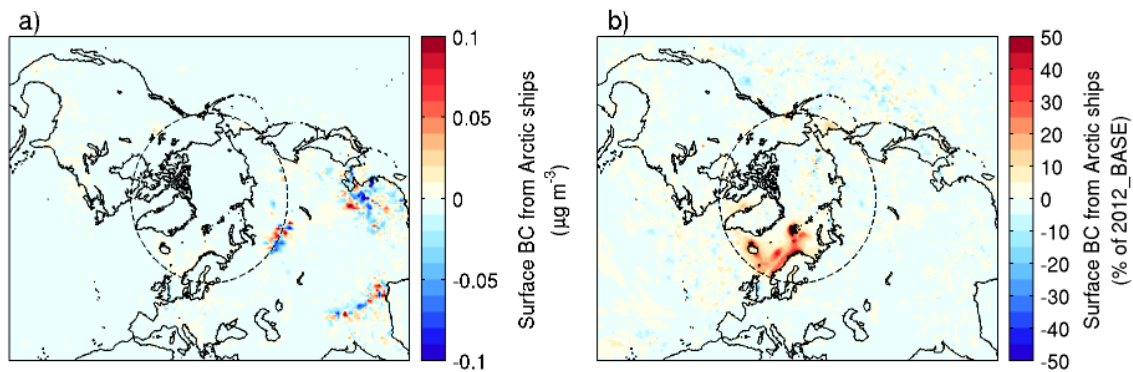 a)
0.1
0.05
0
-0.05
-0.1
Surface BC from Arctic ships
(µg m⁻³)
b)
50
40
30
20
10
0
-10
-20
-30
-40
-50
Surface BC from Arctic ships
(% of 2012_BASE)